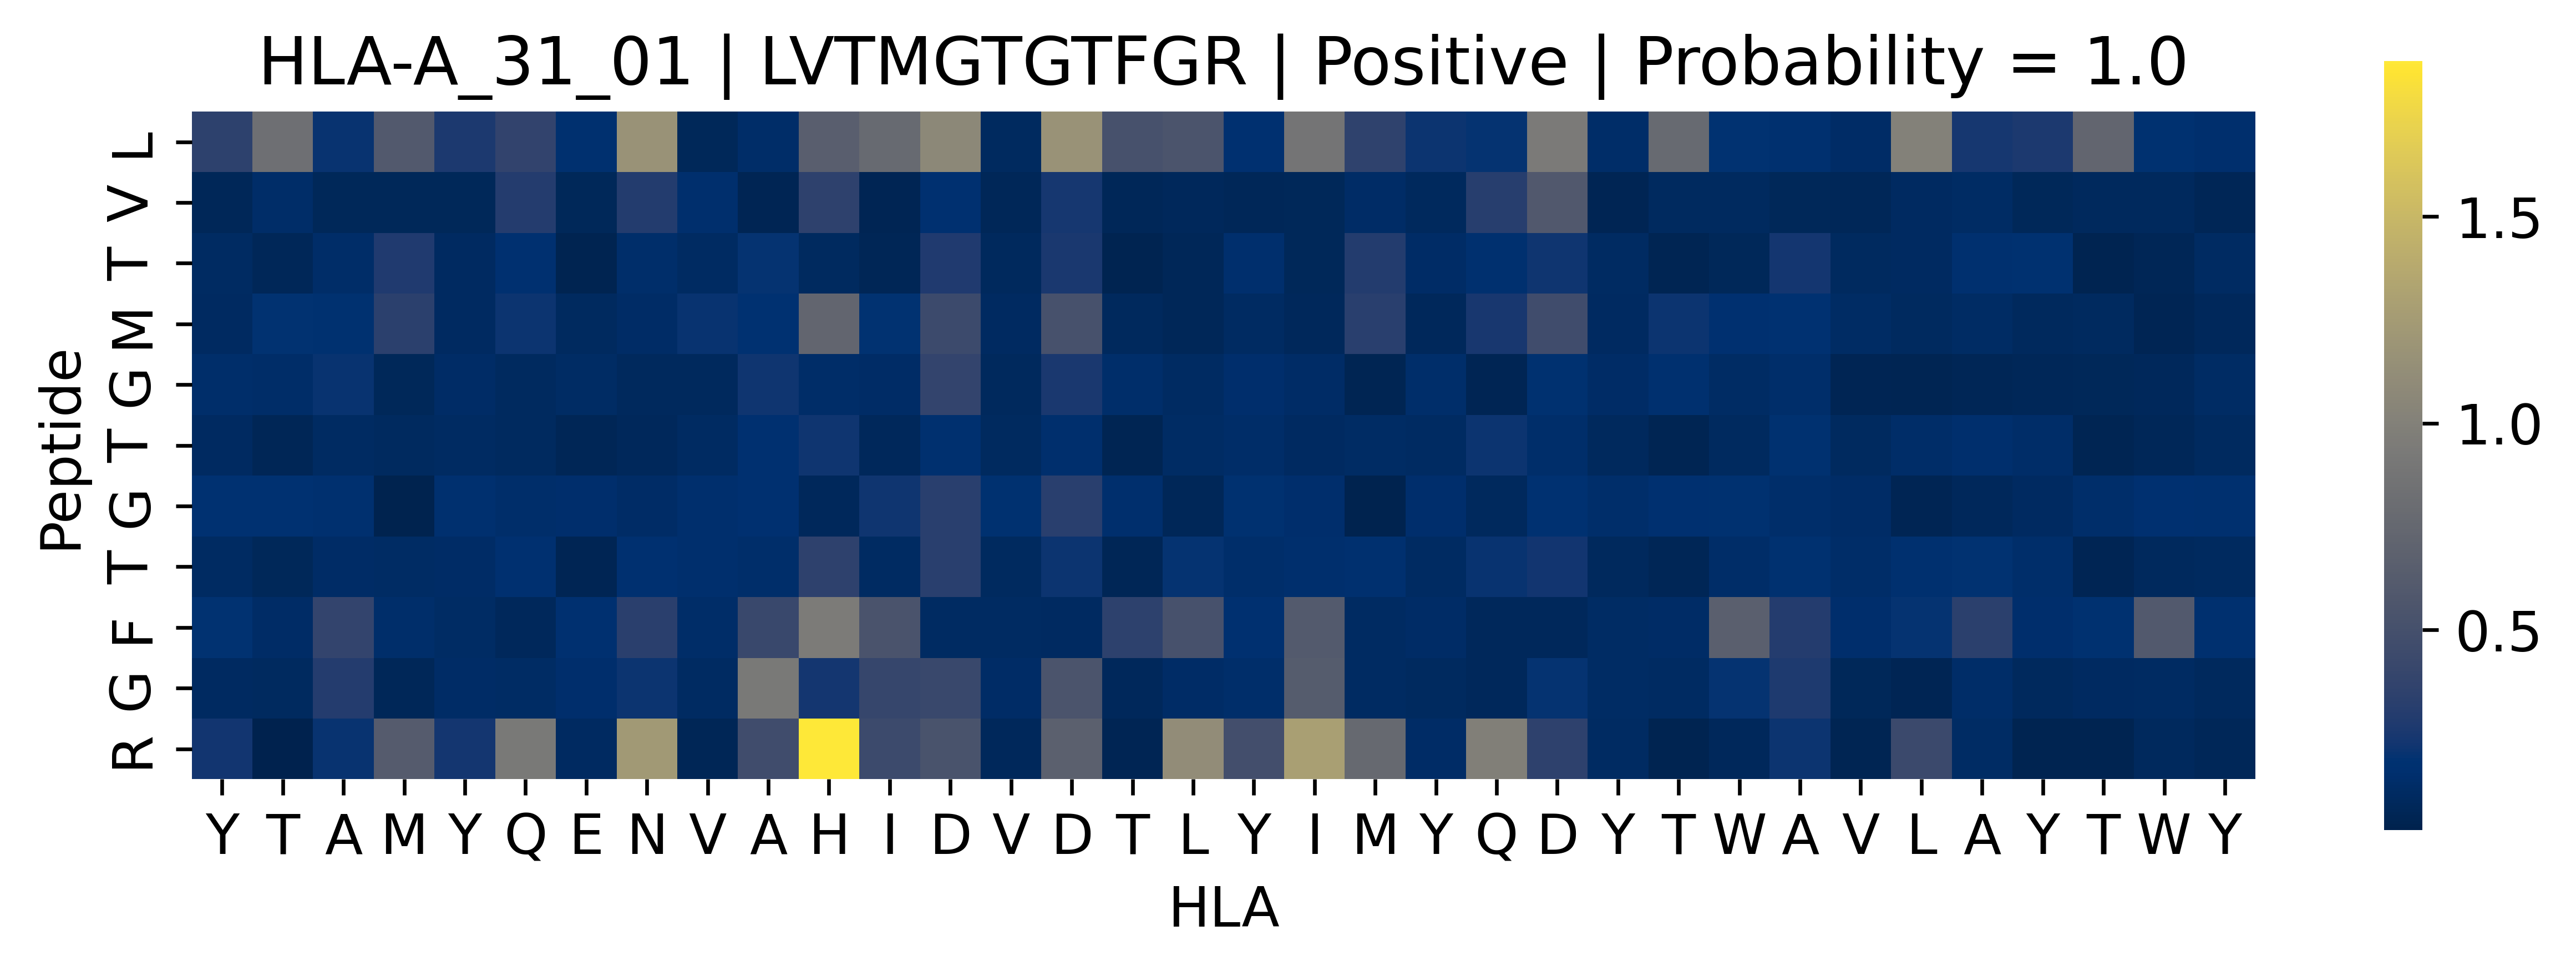 HLA-A_31_01 | LVTMGTGTFGR | Positive | Probability = 1.0
Peptide
L
V
T
M
G
T
G
T
F
G
R
Y T A M Y Q E N V A H I D V D T L Y I M Y Q D Y T W A V L A Y T W Y
HLA
1.5
1.0
0.5